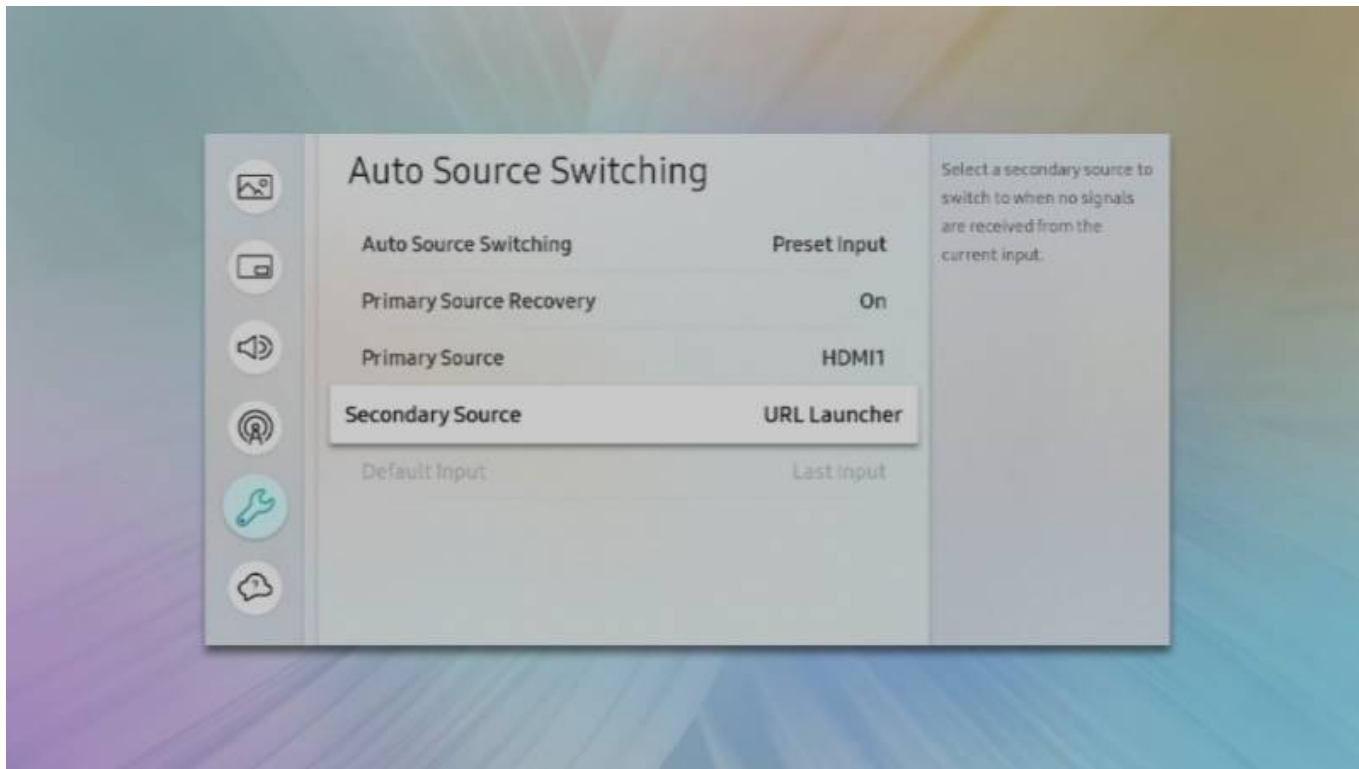 Auto Source Switching
Auto Source Switching Preset Input
Primary Source Recovery On
Primary Source HDMI1
Secondary Source URL Launcher
Default Input Last Input
Select a secondary source to
switch to when no signals
are received from the
current input.